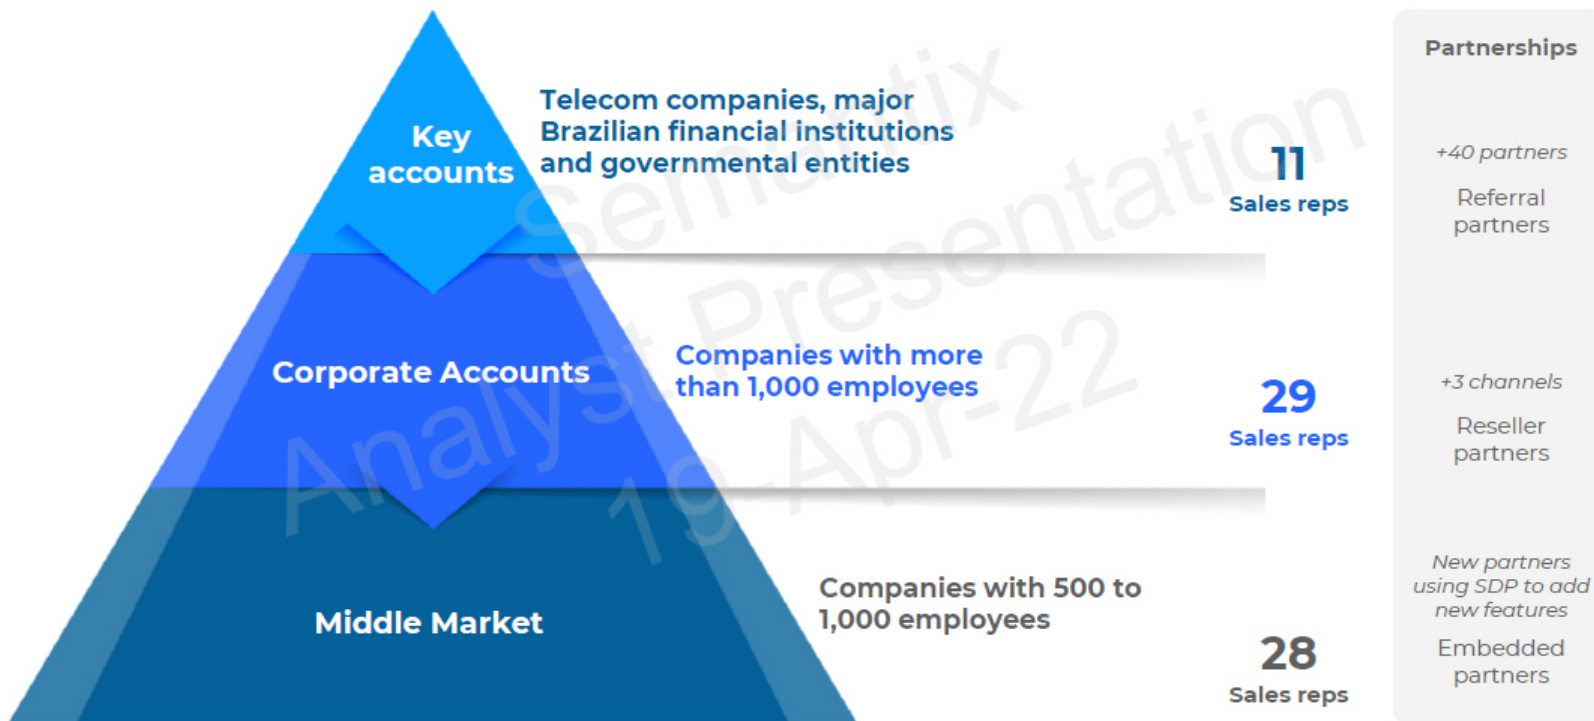 Partnerships
Key
accounts
Telecom companies, major
Brazilian financial institutions
and governmental entities
11
Sales reps
+40 partners
Referral
partners
Corporate Accounts
Companies with more
than 1,000 employees
29
Sales reps
+3 channels
Reseller
partners
Middle Market
Companies with 500 to
1,000 employees
28
Sales reps
New partners
using SDP to add
new features
Embedded
partners
Semantix
Analyst Presentation
19-Apr-22